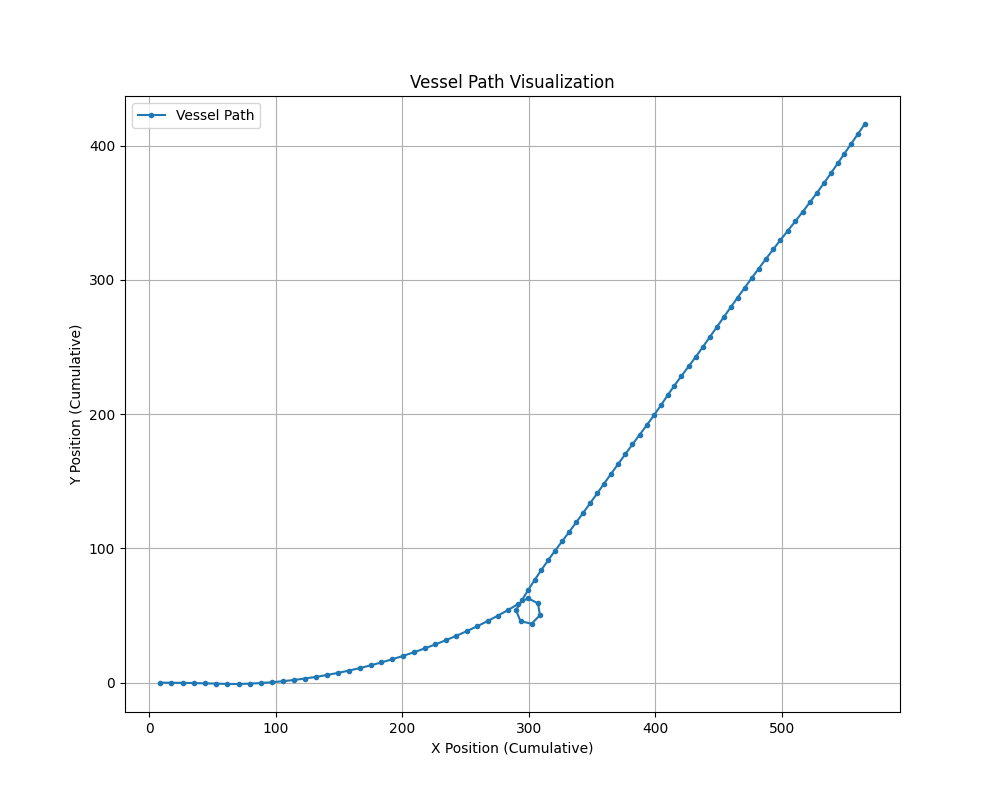 Vessel Path Visualization
Vessel Path
Y Position (Cumulative)
400
300
200
100
0
0 100 200 300 400 500
X Position (Cumulative)